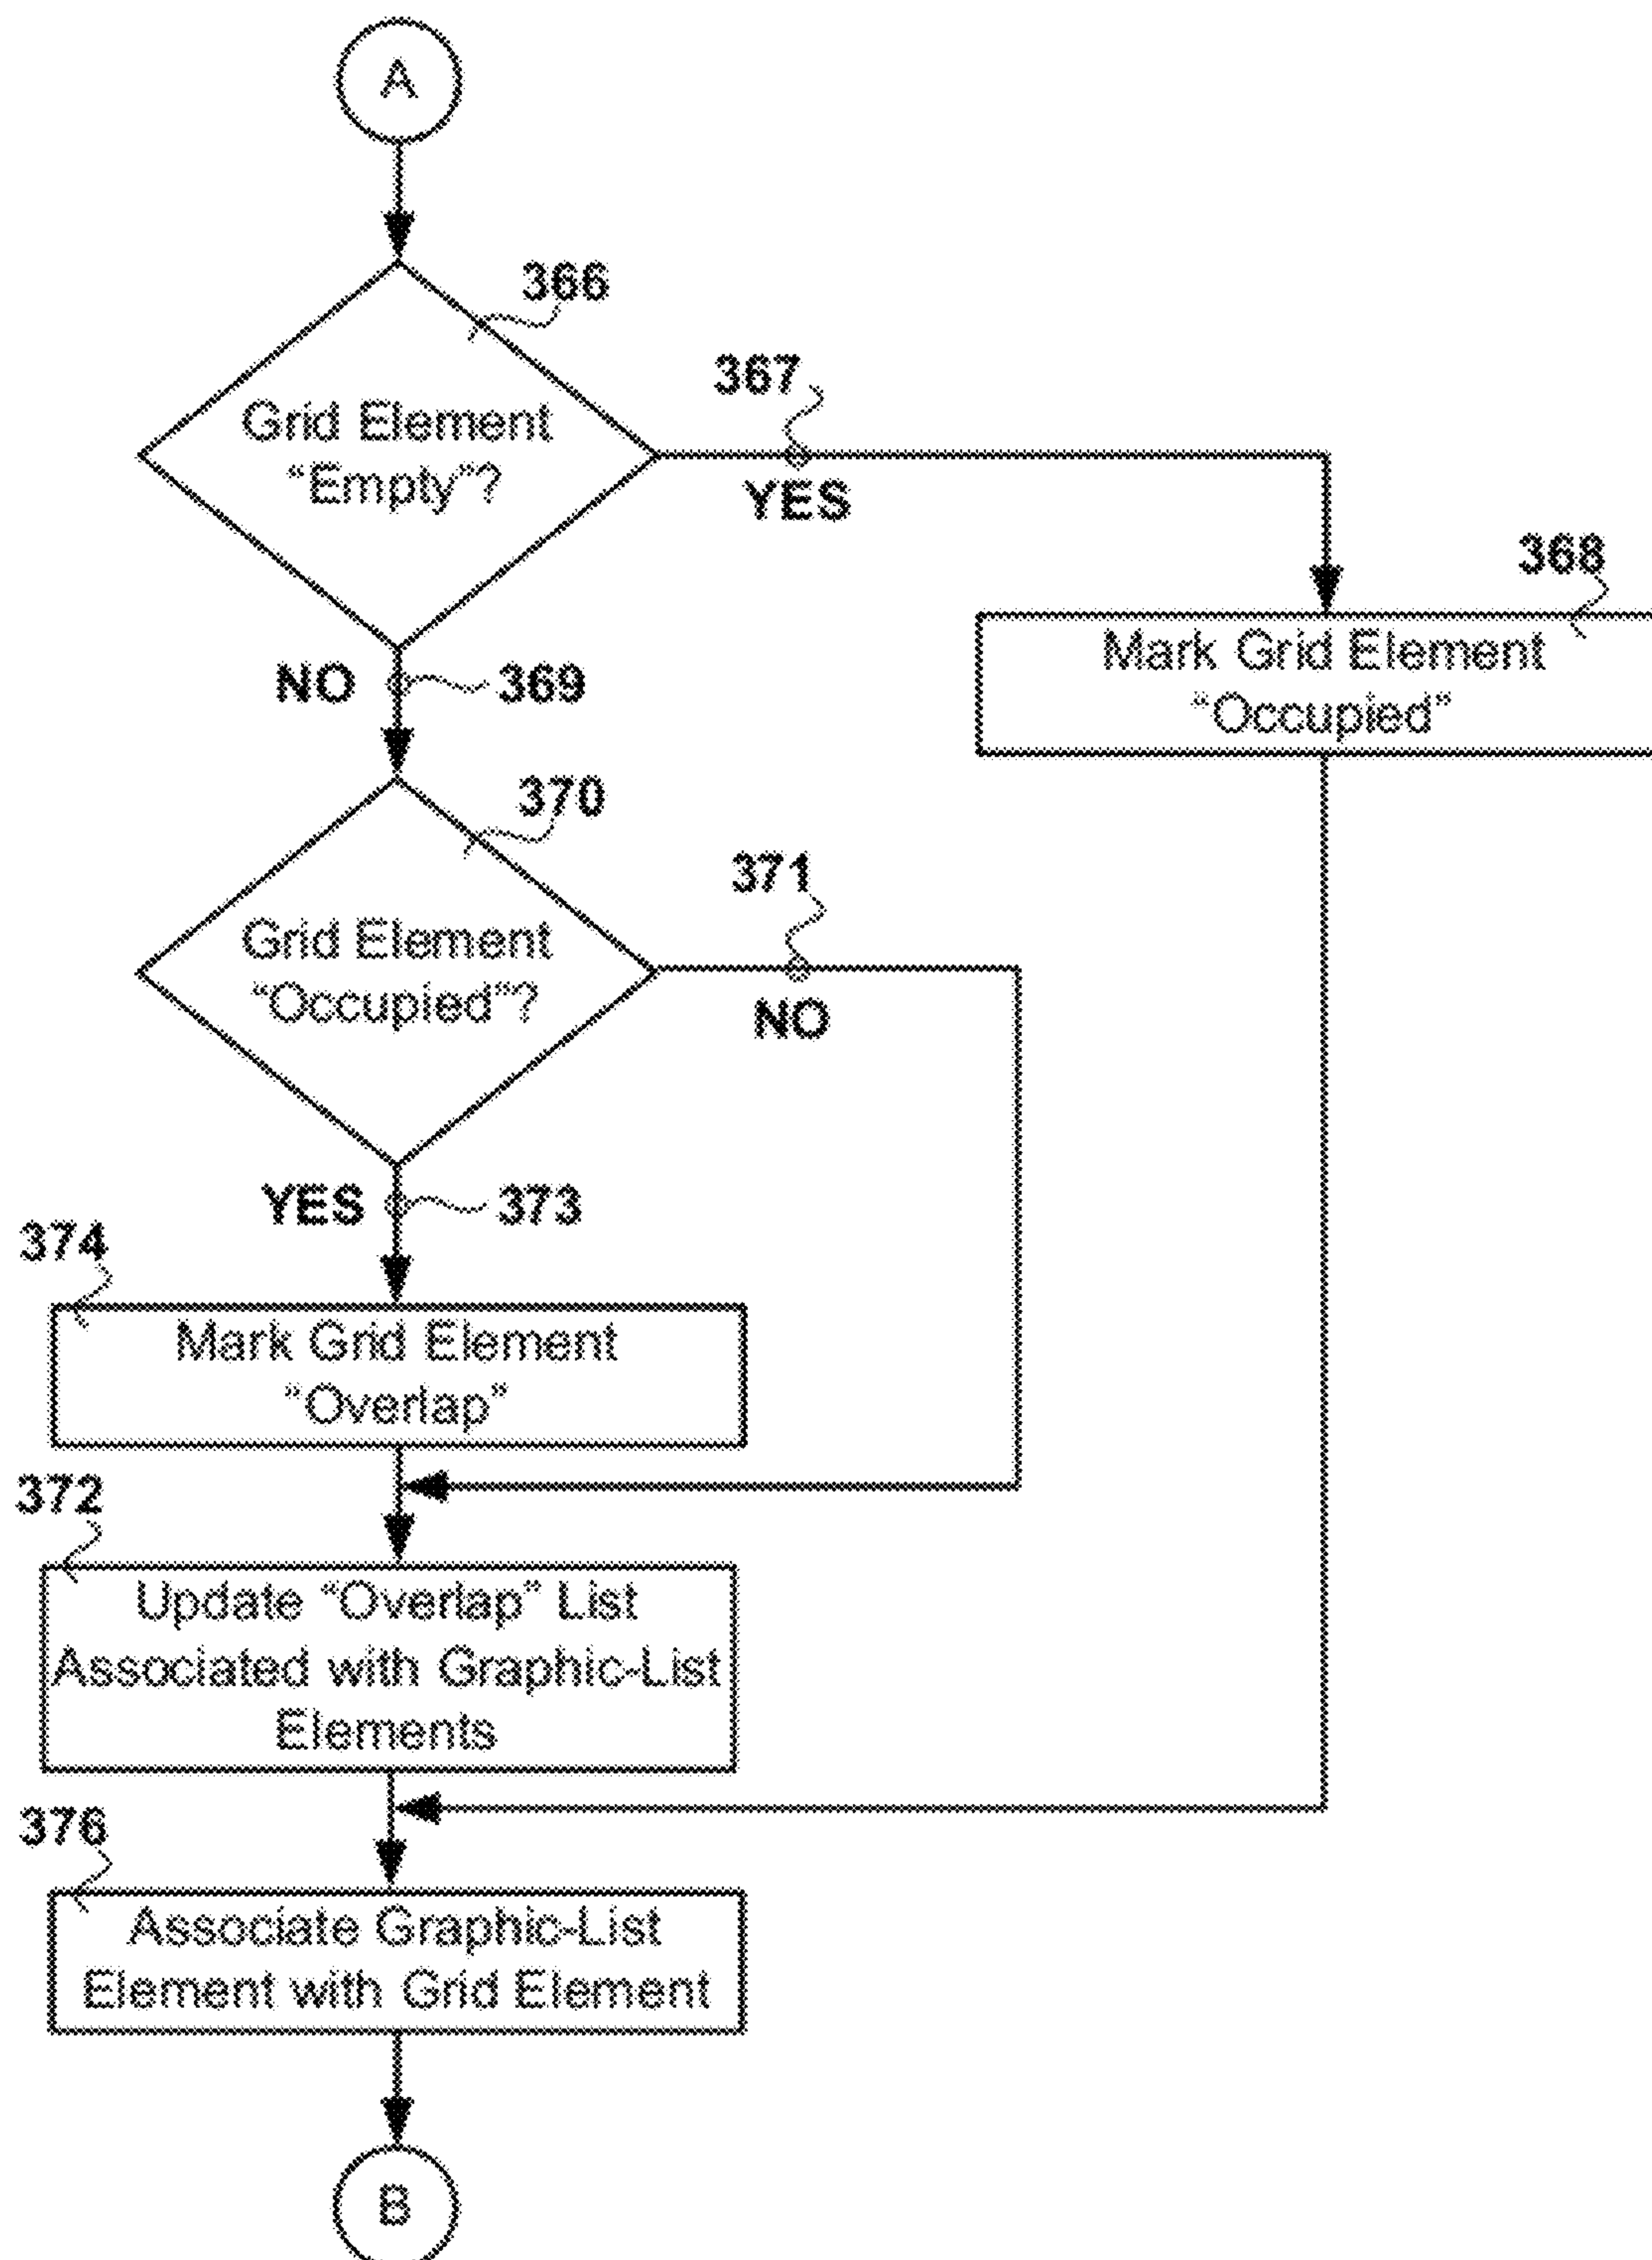 A
366
Grid Element
“Empty”?
367
YES
368
Mark Grid Element
“Occupied”
NO
369
370
Grid Element
“Occupied”?
371
NO
YES
373
374
Mark Grid Element
“Overlap”
372
Update “Overlap” List
Associated with Graphic-List
Elements
376
Associate Graphic-List
Element with Grid Element
B